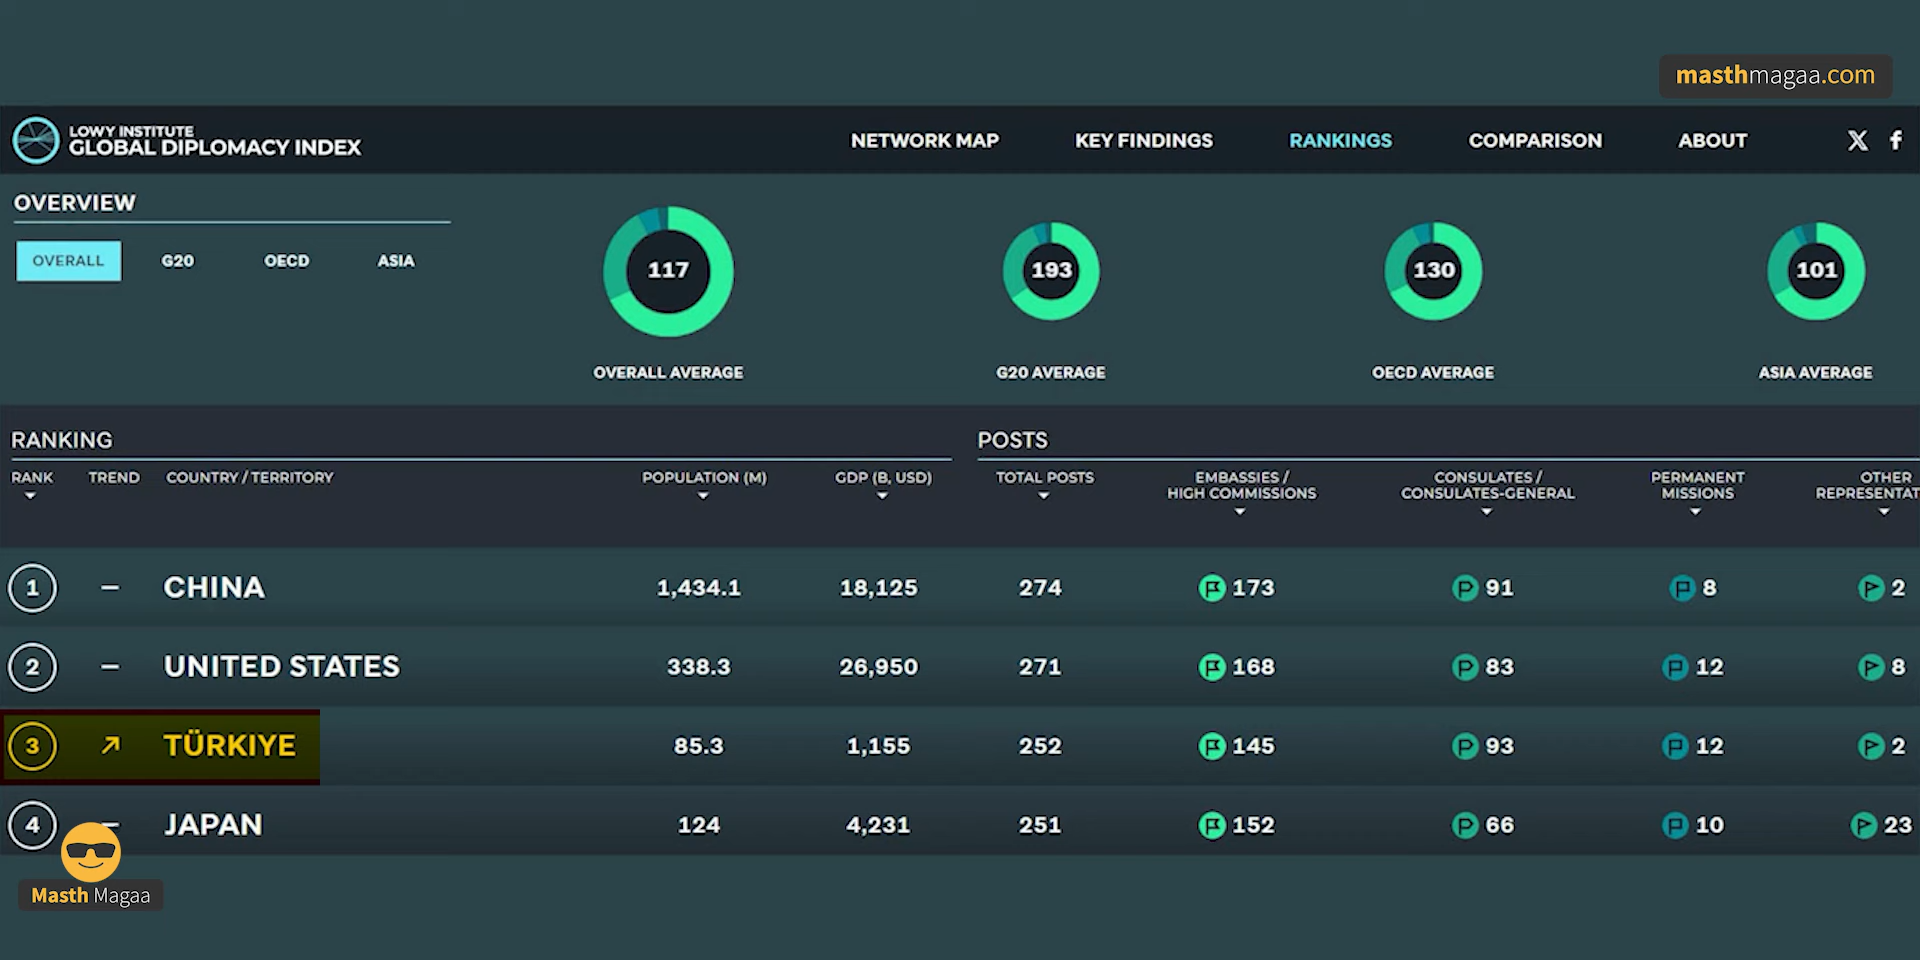 masthmagaa.com
LOWY INSTITUTE
GLOBAL DIPLOMACY INDEX
NETWORK MAP
KEY FINDINGS
RANKINGS
COMPARISON
ABOUT
X f
OVERVIEW
OVERALL
G20
OECD
ASIA
117
193
130
101
OVERALL AVERAGE
G20 AVERAGE
OECD AVERAGE
ASIA AVERAGE
RANKING
POSTS
RANK
TREND
COUNTRY / TERRITORY
POPULATION (M)
GDP (B, USD)
TOTAL POSTS
EMBASSIES /
HIGH COMMISSIONS
CONSULATES /
CONSULATES-GENERAL
PERMANENT
MISSIONS
OTHER
REPRESENTAT
1 – CHINA 1,434.1 18,125 274 173 91 8 2
2 – UNITED STATES 338.3 26,950 271 168 83 12 8
3 TÜRKIYE 85.3 1,155 252 145 93 12 2
4 – JAPAN 124 4,231 251 152 66 10 23
Masth Magaa